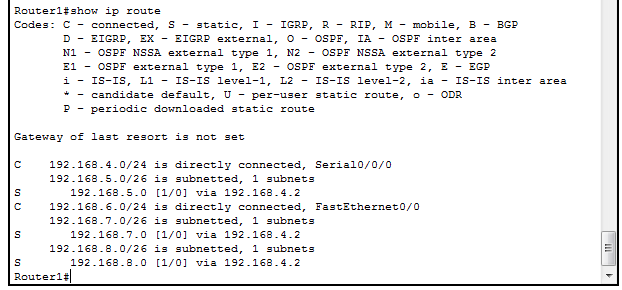 Router1#show ip route
Codes: C - connected, S - static, I - IGRP, R - RIP, M - mobile, B - BGP
D - EIGRP, EX - EIGRP external, O - OSPF, IA - OSPF inter area
N1 - OSPF NSSA external type 1, N2 - OSPF NSSA external type 2
E1 - OSPF external type 1, E2 - OSPF external type 2, E - EGP
i - IS-IS, L1 - IS-IS level-1, L2 - IS-IS level-2, ia - IS-IS inter area
* - candidate default, U - per-user static route, o - ODR
P - periodic downloaded static route
Gateway of last resort is not set
C 192.168.4.0/24 is directly connected, Serial0/0/0
192.168.5.0/26 is subnetted, 1 subnets
S 192.168.5.0 [1/0] via 192.168.4.2
C 192.168.6.0/24 is directly connected, FastEthernet0/0
192.168.7.0/26 is subnetted, 1 subnets
S 192.168.7.0 [1/0] via 192.168.4.2
192.168.8.0/26 is subnetted, 1 subnets
S 192.168.8.0 [1/0] via 192.168.4.2
Router1#